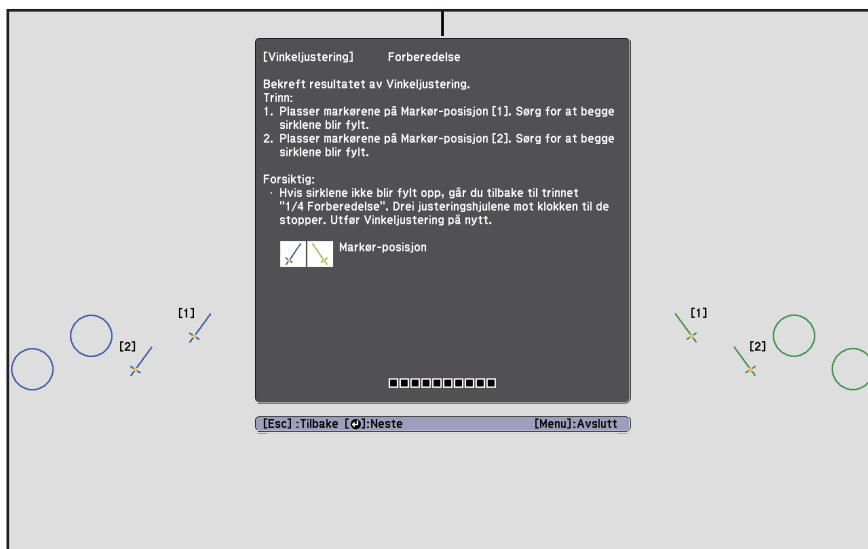 [Vinkeljustering] Forberedelse
Bekreft resultatet av Vinkeljustering.
Trinn:
1. Plasser markørene på Markør-posisjon [1]. Sørg for at begge
sirklene blir fylt.
2. Plasser markørene på Markør-posisjon [2]. Sørg for at begge
sirklene blir fylt.
Forsiktig:
· Hvis sirklene ikke blir fylt opp, går du tilbake til trinnet
"1/4 Forberedelse". Drei justeringshjulene mot klokken til de
stopper. Utfør Vinkeljustering på nytt.
Markør-posisjon
[1]
[2]
[1]
[2]
[Esc] :Tilbake [⏎]:Neste [Menu]:Avslutt